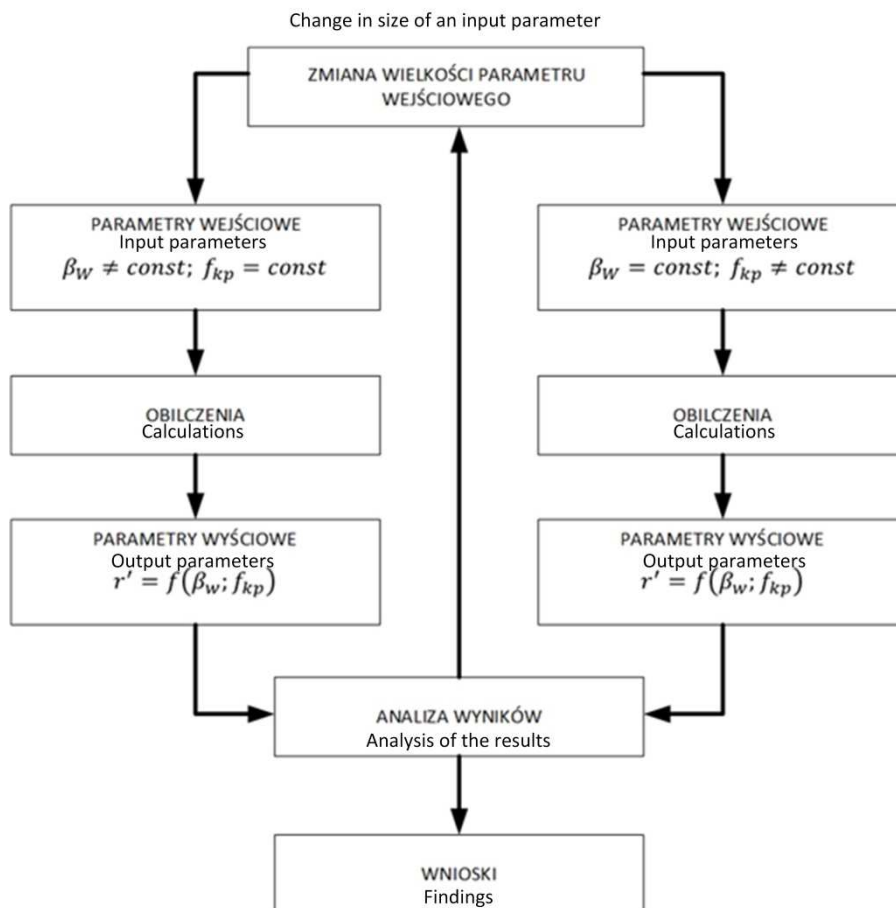 Change in size of an input parameter
ZMIANA WIELKOŚCI PARAMETRU
WEJŚCIOWEGO
PARAMETRY WEJŚCIOWE
Input parameters
β_W ≠ const; f_kp = const
OBILCZENIA
Calculations
PARAMETRY WYŚCIOWE
Output parameters
r' = f(β_w; f_kp)
PARAMETRY WEJŚCIOWE
Input parameters
β_W = const; f_kp ≠ const
OBILCZENIA
Calculations
PARAMETRY WYŚCIOWE
Output parameters
r' = f(β_w; f_kp)
ANALIZA WYNIKÓW
Analysis of the results
WNIOSKI
Findings